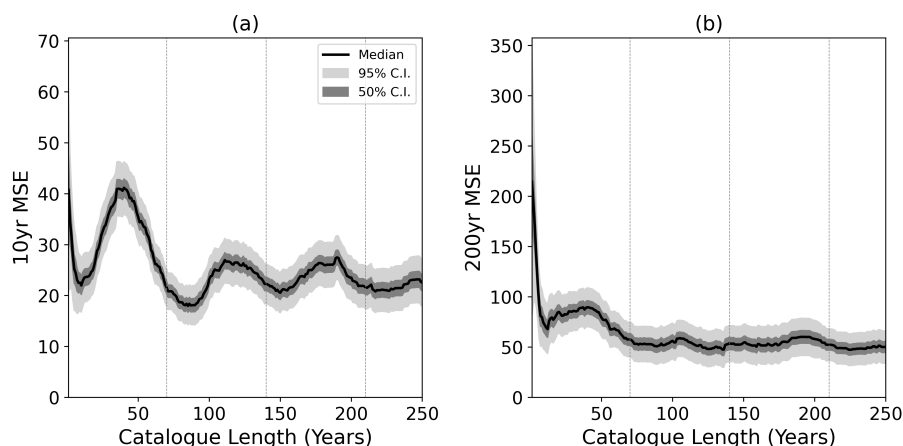 (a)
70
60
50
40
30
20
10
0
10yr MSE
Median
95% C.I.
50% C.I.
50 100 150 200 250
Catalogue Length (Years)
(b)
350
300
250
200
150
100
50
0
200yr MSE
50 100 150 200 250
Catalogue Length (Years)